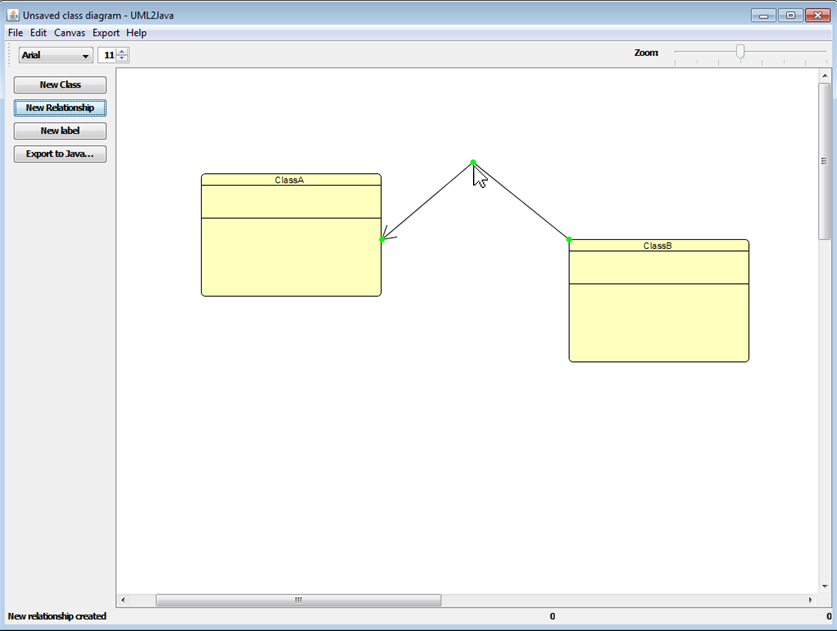 Unsaved class diagram - UML2Java
File Edit Canvas Export Help
Arial 11 Zoom
New Class
New Relationship
New label
Export to Java...
ClassA
ClassB
New relationship created 0 0